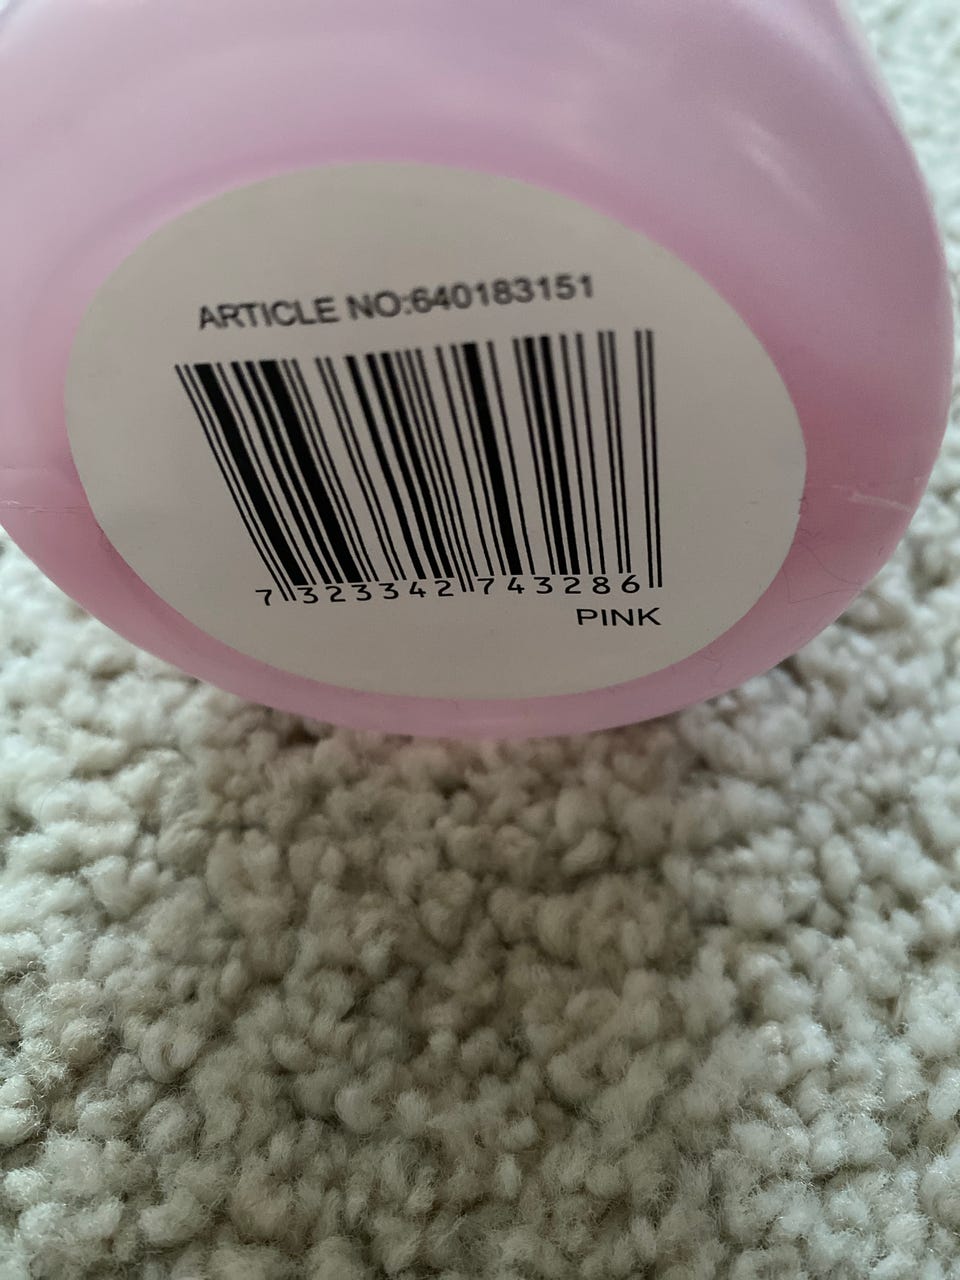 ARTICLE NO:640183151
7 323342 743286
PINK